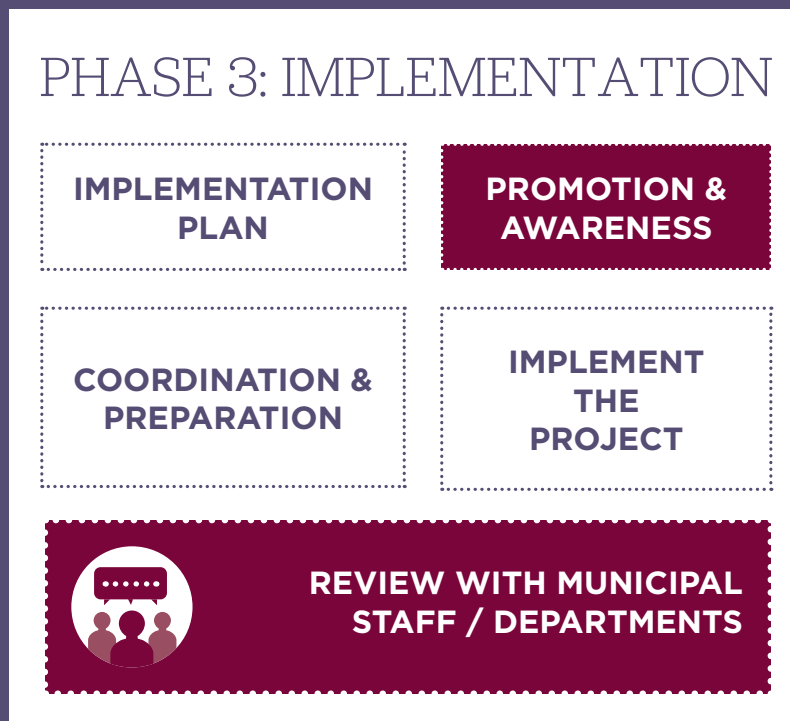 PHASE 3: IMPLEMENTATION
IMPLEMENTATION
PLAN
PROMOTION &
AWARENESS
COORDINATION &
PREPARATION
IMPLEMENT
THE
PROJECT
REVIEW WITH MUNICIPAL
STAFF / DEPARTMENTS